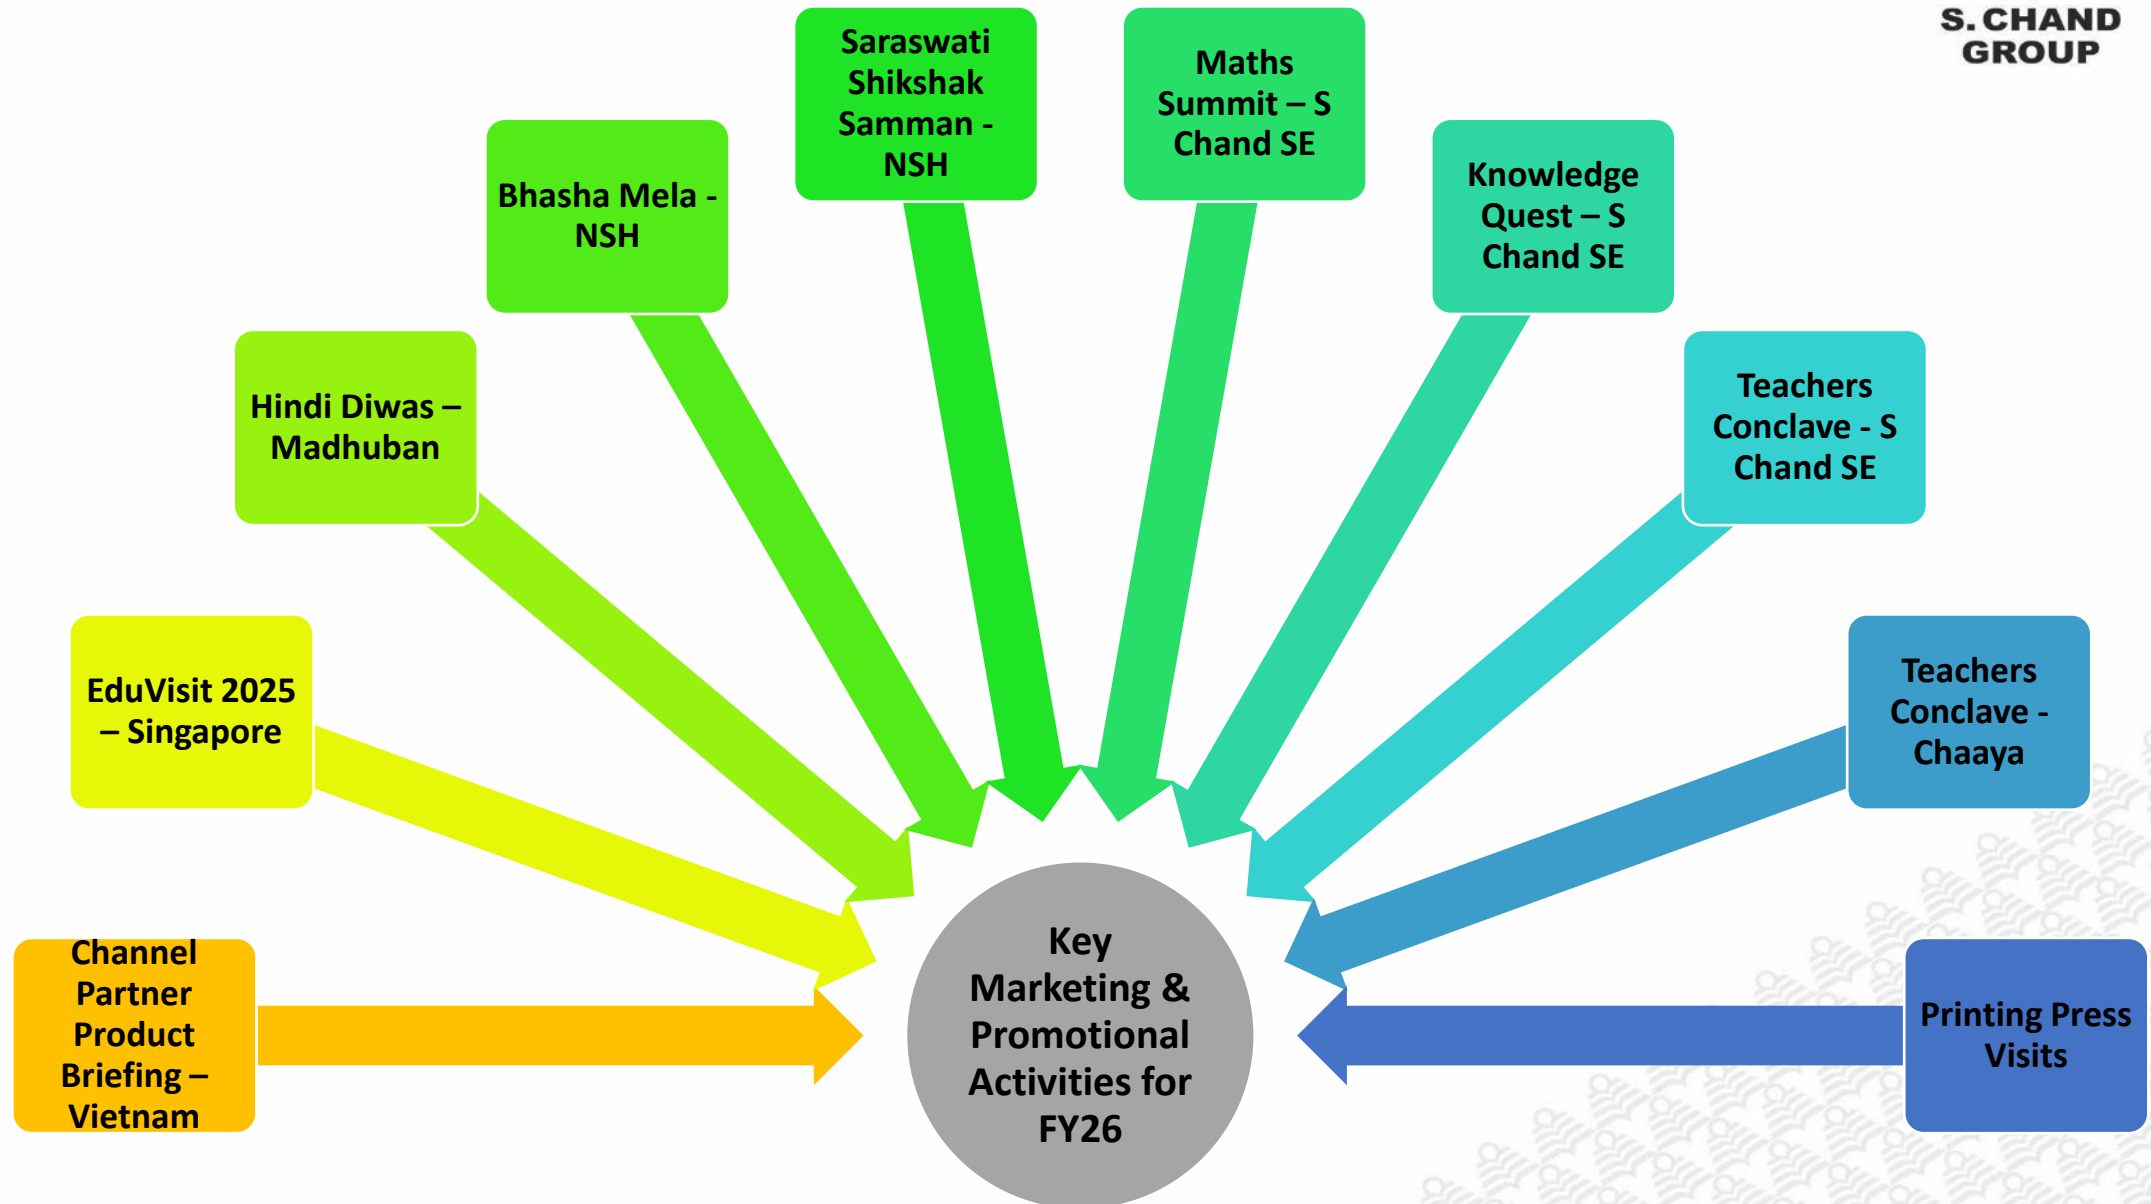 S. CHAND
GROUP
Saraswati
Shikshak
Samman -
NSH
Maths
Summit – S
Chand SE
Bhasha Mela -
NSH
Knowledge
Quest – S
Chand SE
Hindi Diwas –
Madhuban
Teachers
Conclave - S
Chand SE
EduVisit 2025
– Singapore
Teachers
Conclave -
Chaaya
Channel
Partner
Product
Briefing –
Vietnam
Key
Marketing &
Promotional
Activities for
FY26
Printing Press
Visits